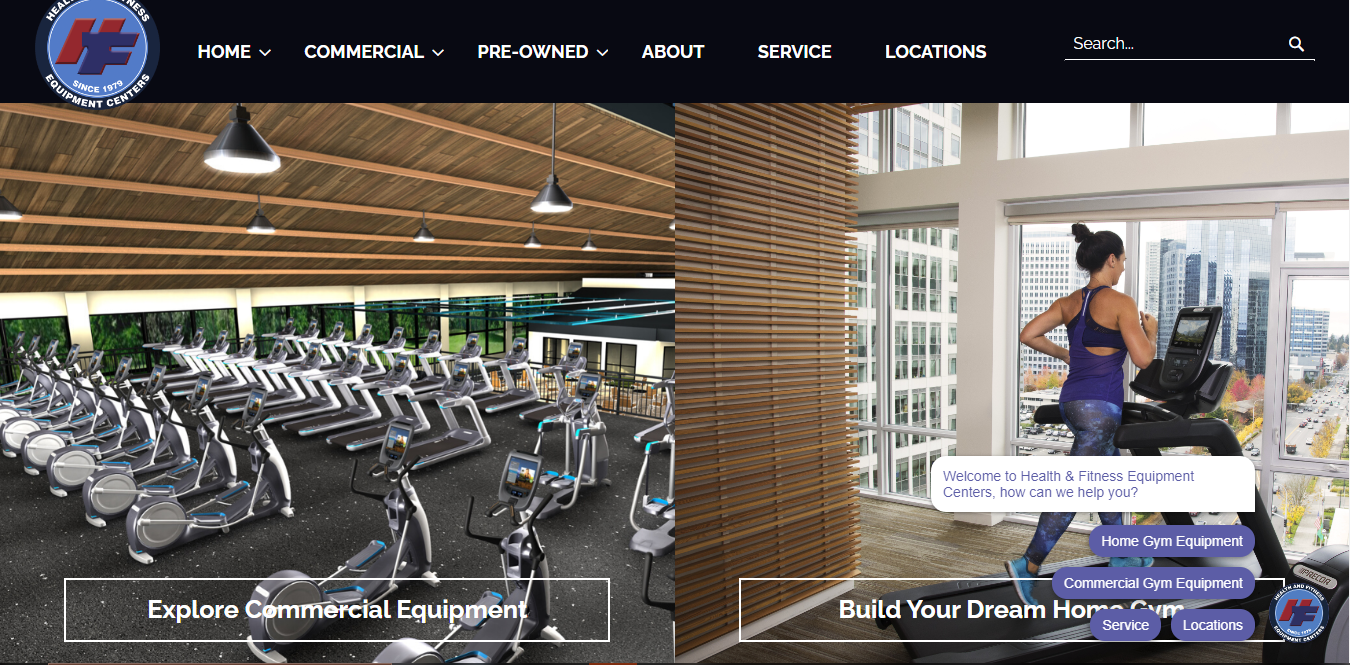 HEALTH AND FITNESS
HF
SINCE 1979
EQUIPMENT CENTERS
HOME
COMMERCIAL
PRE-OWNED
ABOUT
SERVICE
LOCATIONS
Search...
Welcome to Health & Fitness Equipment
Centers, how can we help you?
Home Gym Equipment
Commercial Gym Equipment
Explore Commercial Equipment
Build Your Dream Home Gym
Service
Locations
PRECOR
HEALTH AND FITNESS
HF
SINCE 1979
EQUIPMENT CENTERS